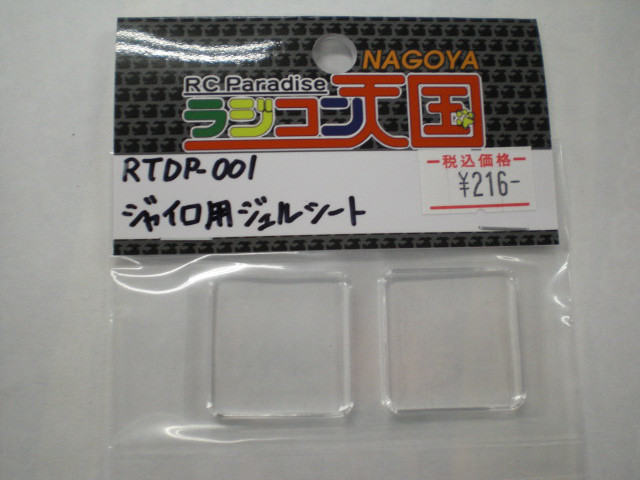 NAGOYA
RC Paradise
ラジコン天国
RTDP-001
税込価格
¥216-
ジャイロ用ジェルシート